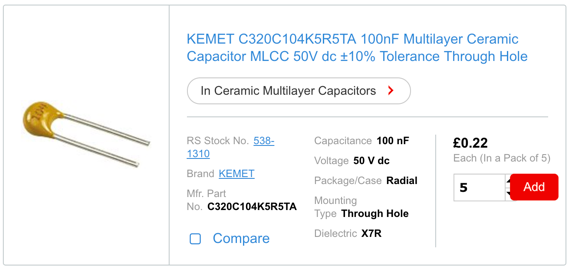 KEMET C320C104K5R5TA 100nF Multilayer Ceramic
Capacitor MLCC 50V dc ±10% Tolerance Through Hole
In Ceramic Multilayer Capacitors
RS Stock No. 538-
1310
Brand KEMET
Mfr. Part
No. C320C104K5R5TA
Compare
Capacitance 100 nF
Voltage 50 V dc
Package/Case Radial
Mounting
Type Through Hole
Dielectric X7R
£0.22
Each (In a Pack of 5)
5
Add